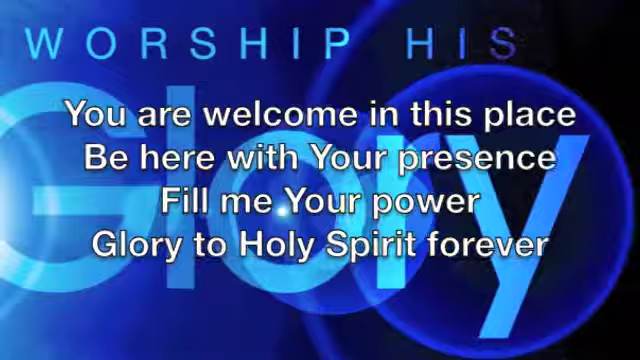 WORSHIP HIS
Glory
You are welcome in this place
Be here with Your presence
Fill me Your power
Glory to Holy Spirit forever